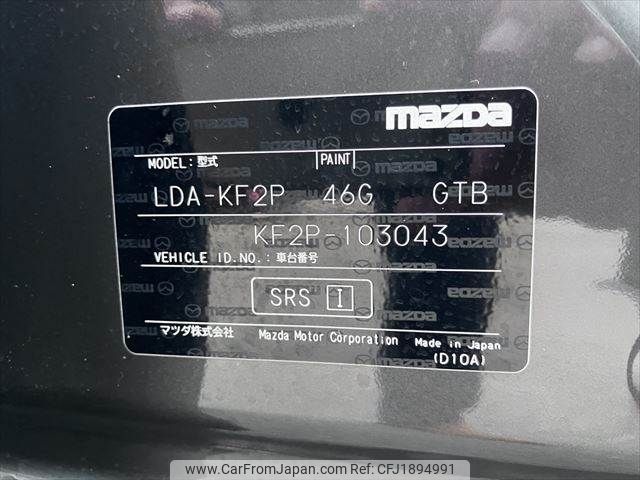 mazda
MODEL: 型式 PAINT
LDA-KF2P 46G GTB
KF2P-103043
VEHICLE ID.NO.: 車台番号
SRS I
マツダ株式会社 Mazda Motor Corporation Made in Japan
(D10A)
www.CarFromJapan.com - Ref No: CFJ1894991